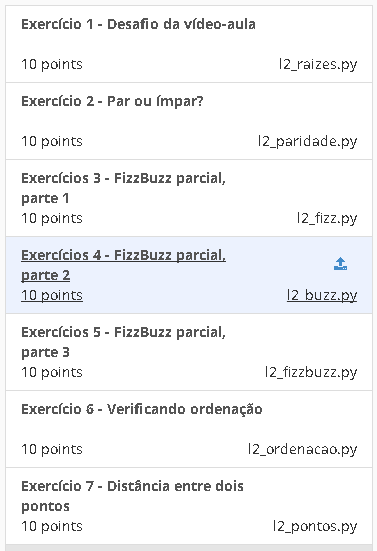 Exercício 1 - Desafio da vídeo-aula
10 points l2_raizes.py
Exercício 2 - Par ou ímpar?
10 points l2_paridade.py
Exercícios 3 - FizzBuzz parcial,
parte 1
10 points l2_fizz.py
Exercícios 4 - FizzBuzz parcial,
parte 2
10 points l2_buzz.py
Exercícios 5 - FizzBuzz parcial,
parte 3
10 points l2_fizzbuzz.py
Exercício 6 - Verificando ordenação
10 points l2_ordenacao.py
Exercício 7 - Distância entre dois
pontos
10 points l2_pontos.py